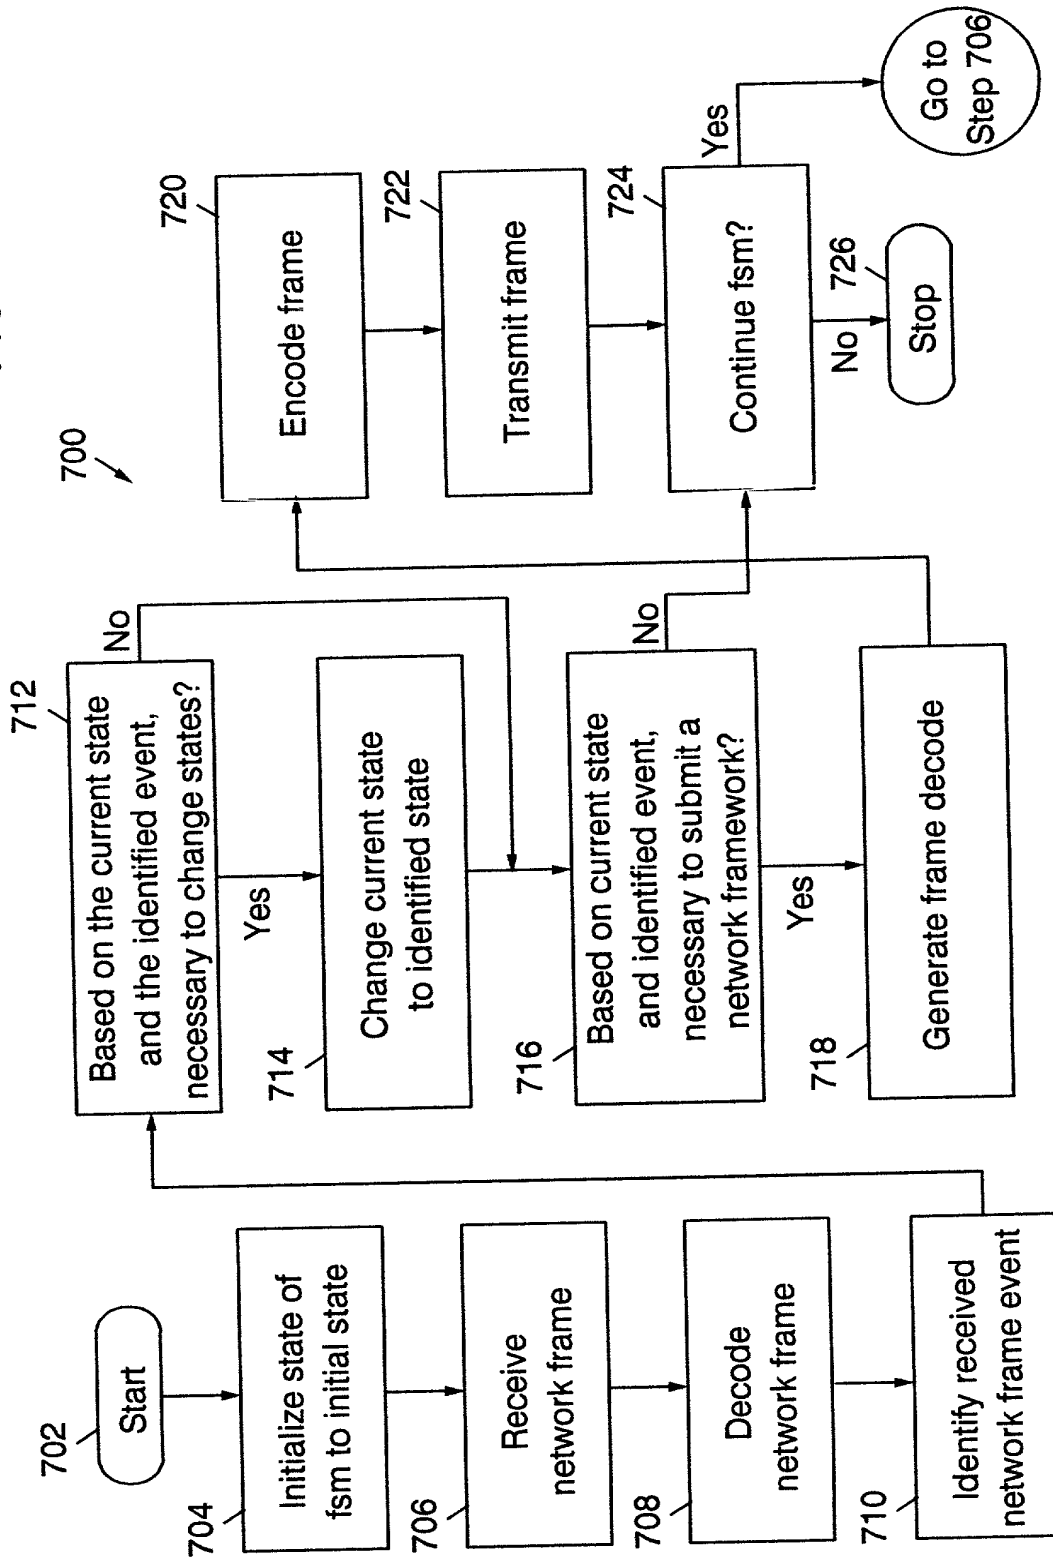 700
702
Start
704
Initialize state of
fsm to initial state
706
Receive
network frame
708
Decode
network frame
710
Identify received
network frame event
712
Based on the current state
and the identified event,
necessary to change states?
No
Yes
714
Change current state
to identified state
716
Based on current state
and identified event,
necessary to submit a
network framework?
No
Yes
718
Generate frame decode
720
Encode frame
722
Transmit frame
724
Continue fsm?
Yes
No
726
Stop
Go to
Step 706